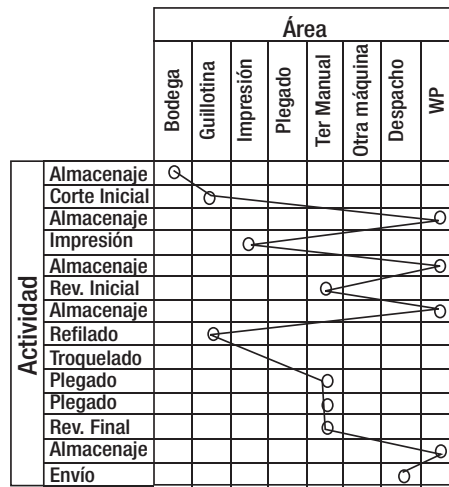 Área
Bodega
Guillotina
Impresión
Plegado
Ter Manual
Otra máquina
Despacho
WP
Actividad
Almacenaje
Corte Inicial
Almacenaje
Impresión
Almacenaje
Rev. Inicial
Almacenaje
Refilado
Troquelado
Plegado
Plegado
Rev. Final
Almacenaje
Envío